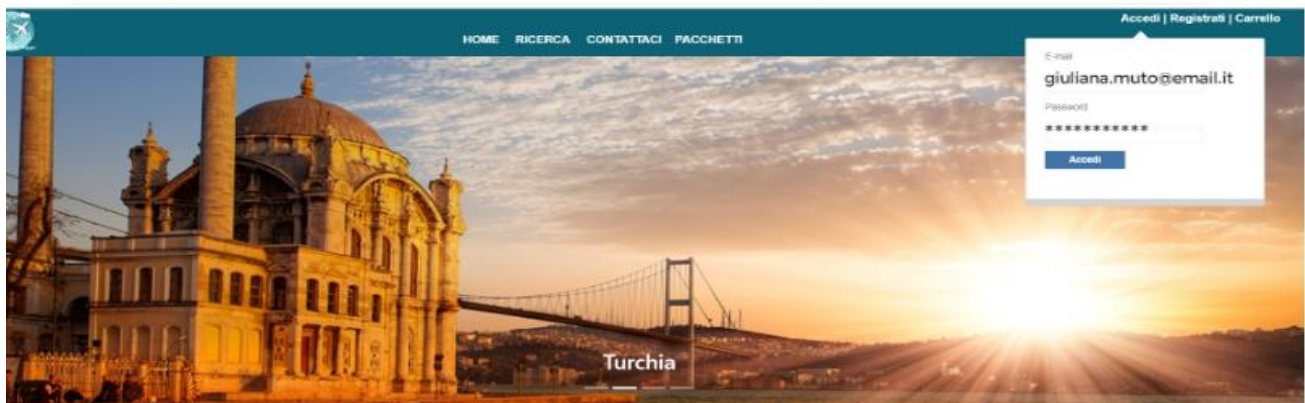 Accedi | Registrati | Carrello
HOME RICERCA CONTATTACI PACCHETTI
E-mail
giuliana.muto@email.it
Password
***********
Accedi
Turchia